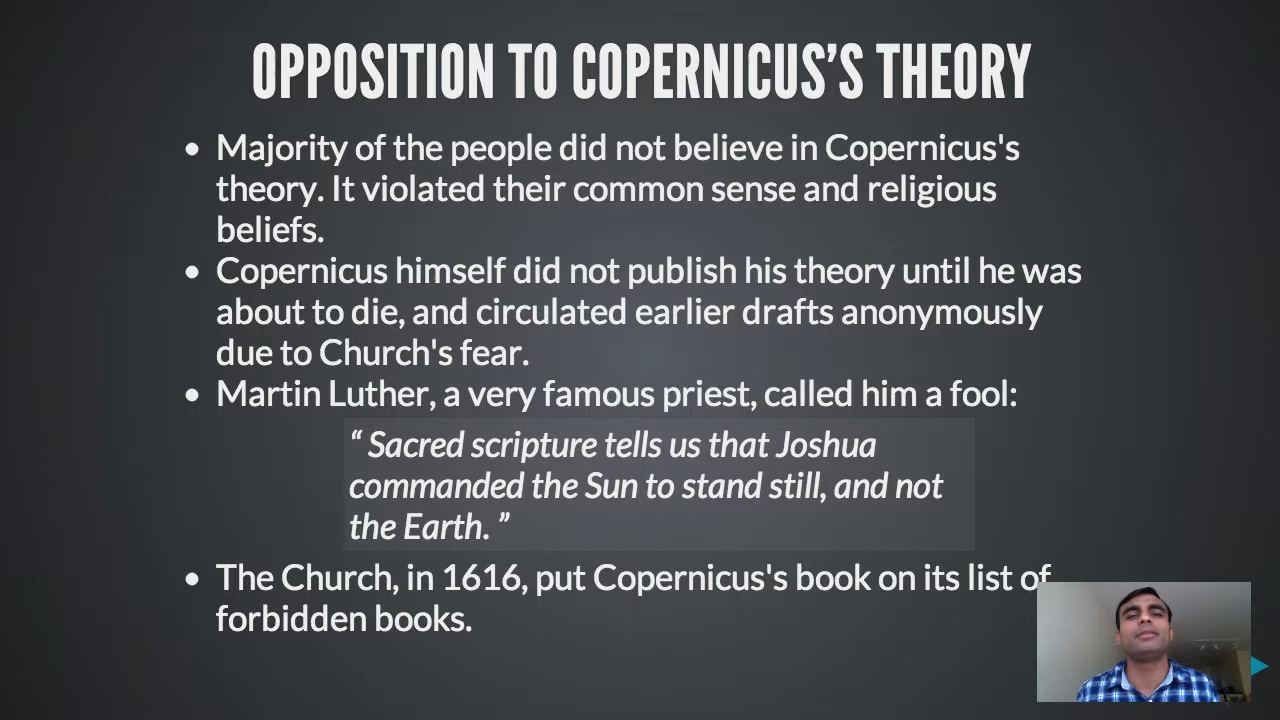 OPPOSITION TO COPERNICUS’S THEORY
• Majority of the people did not believe in Copernicus's
theory. It violated their common sense and religious
beliefs.
• Copernicus himself did not publish his theory until he was
about to die, and circulated earlier drafts anonymously
due to Church's fear.
• Martin Luther, a very famous priest, called him a fool:
“ Sacred scripture tells us that Joshua
commanded the Sun to stand still, and not
the Earth. ”
• The Church, in 1616, put Copernicus's book on its list of
forbidden books.